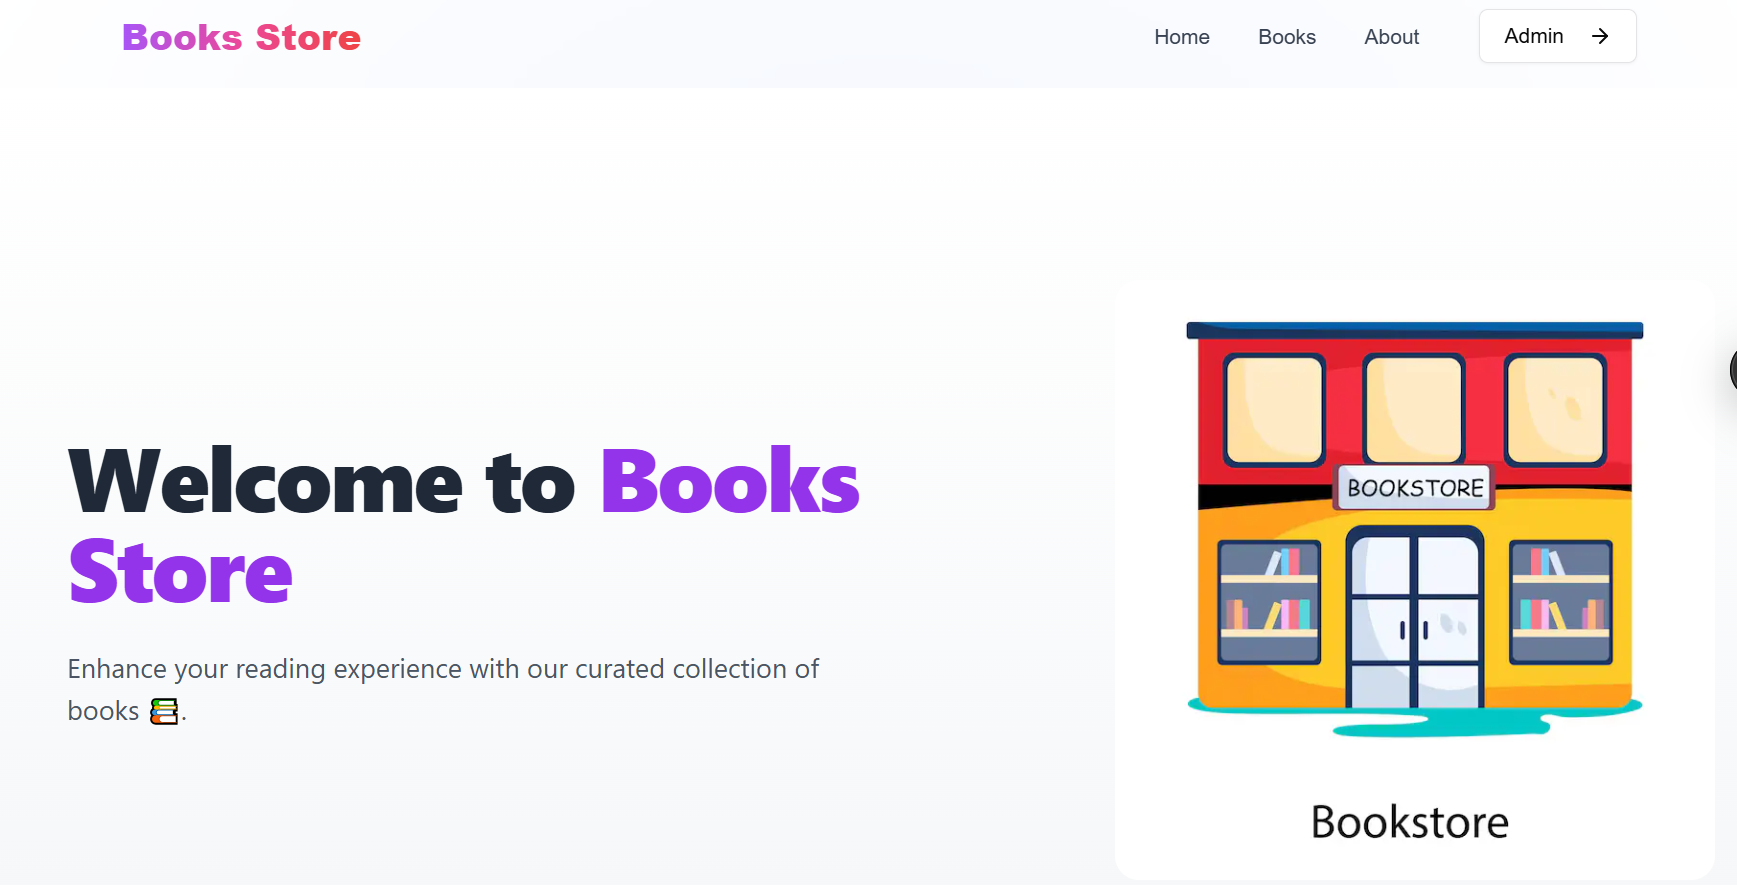 Books Store
Home
Books
About
Admin →
Welcome to Books
Store
Enhance your reading experience with our curated collection of
books 📚.
BOOKSTORE
Bookstore